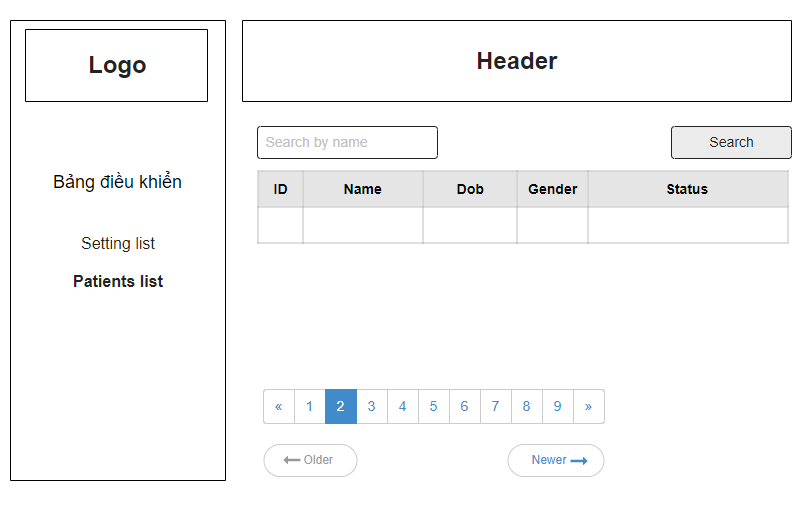 Logo
Header
Bảng điều khiển
Setting list
Patients list
Search by name
Search
ID Name Dob Gender Status
« 1 2 3 4 5 6 7 8 9 »
Older
Newer